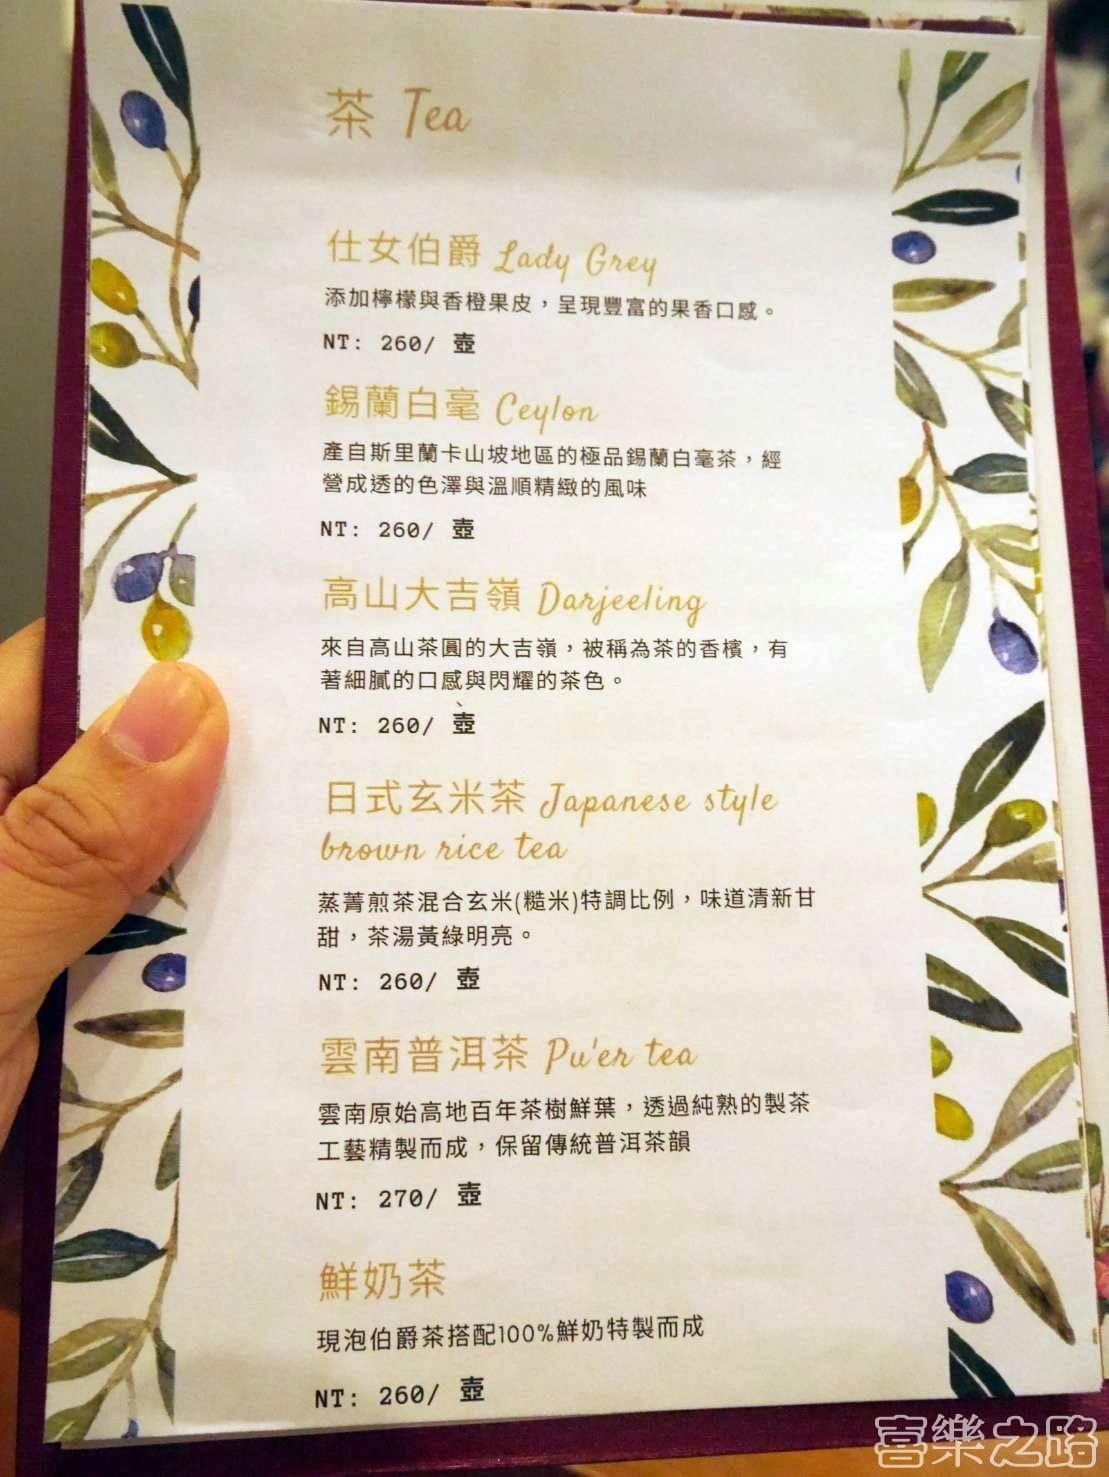 茶 Tea
仕女伯爵 Lady Grey
添加檸檬與香橙果皮，呈現豐富的果香口感。
NT: 260/ 壺
錫蘭白毫 Ceylon
產自斯里蘭卡山坡地區的極品錫蘭白毫茶，經
營成透的色澤與溫順精緻的風味
NT: 260/ 壺
高山大吉嶺 Darjeeling
來自高山茶圓的大吉嶺，被稱為茶的香檳，有
著細膩的口感與閃耀的茶色。
NT: 260/ 壺
日式玄米茶 Japanese style
brown rice tea
蒸菁煎茶混合玄米(糙米)特調比例，味道清新甘
甜，茶湯黃綠明亮。
NT: 260/ 壺
雲南普洱茶 Pu'er tea
雲南原始高地百年茶樹鮮葉，透過純熟的製茶
工藝精製而成，保留傳統普洱茶韻
NT: 270/ 壺
鮮奶茶
現泡伯爵茶搭配100%鮮奶特製而成
NT: 260/ 壺
喜樂之路